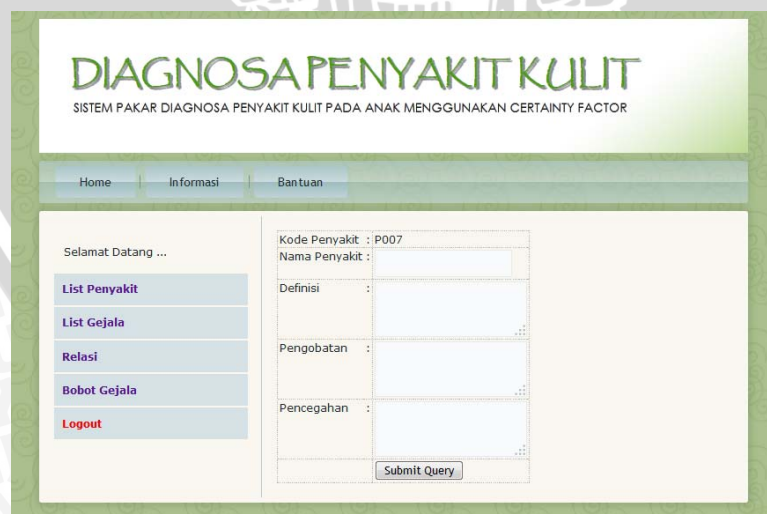 DIAGNOSA PENYAKIT KULIT
SISTEM PAKAR DIAGNOSA PENYAKIT KULIT PADA ANAK MENGGUNAKAN CERTAINTY FACTOR
Home | Informasi | Bantuan
Selamat Datang ...
List Penyakit
List Gejala
Relasi
Bobot Gejala
Logout
Kode Penyakit : P007
Nama Penyakit :
Definisi :
Pengobatan :
Pencegahan :
Submit Query